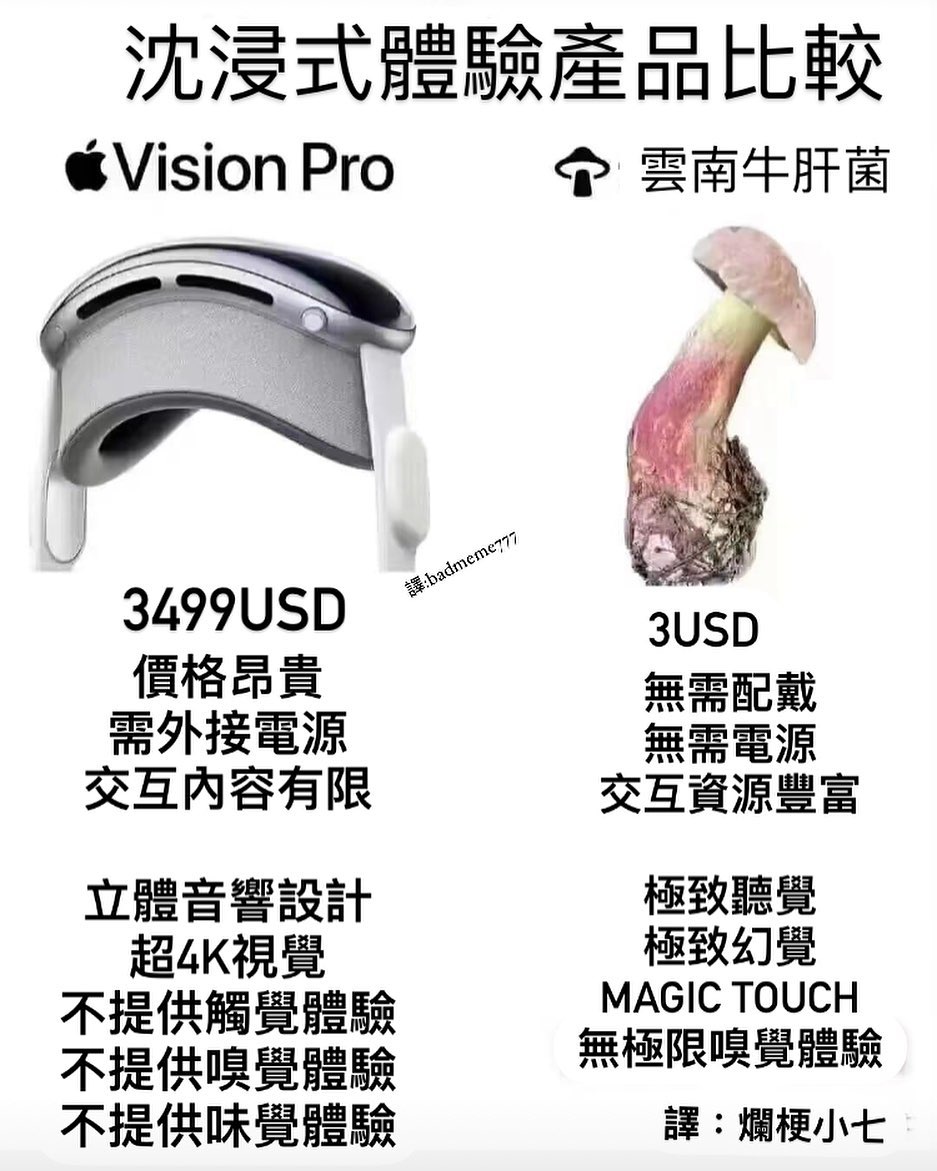 沈浸式體驗產品比較
Vision Pro
雲南牛肝菌
譯:badmeme777
3499USD
價格昂貴
需外接電源
交互內容有限
立體音響設計
超4K視覺
不提供觸覺體驗
不提供嗅覺體驗
不提供味覺體驗
3USD
無需配戴
無需電源
交互資源豐富
極致聽覺
極致幻覺
MAGIC TOUCH
無極限嗅覺體驗
譯：爛梗小七